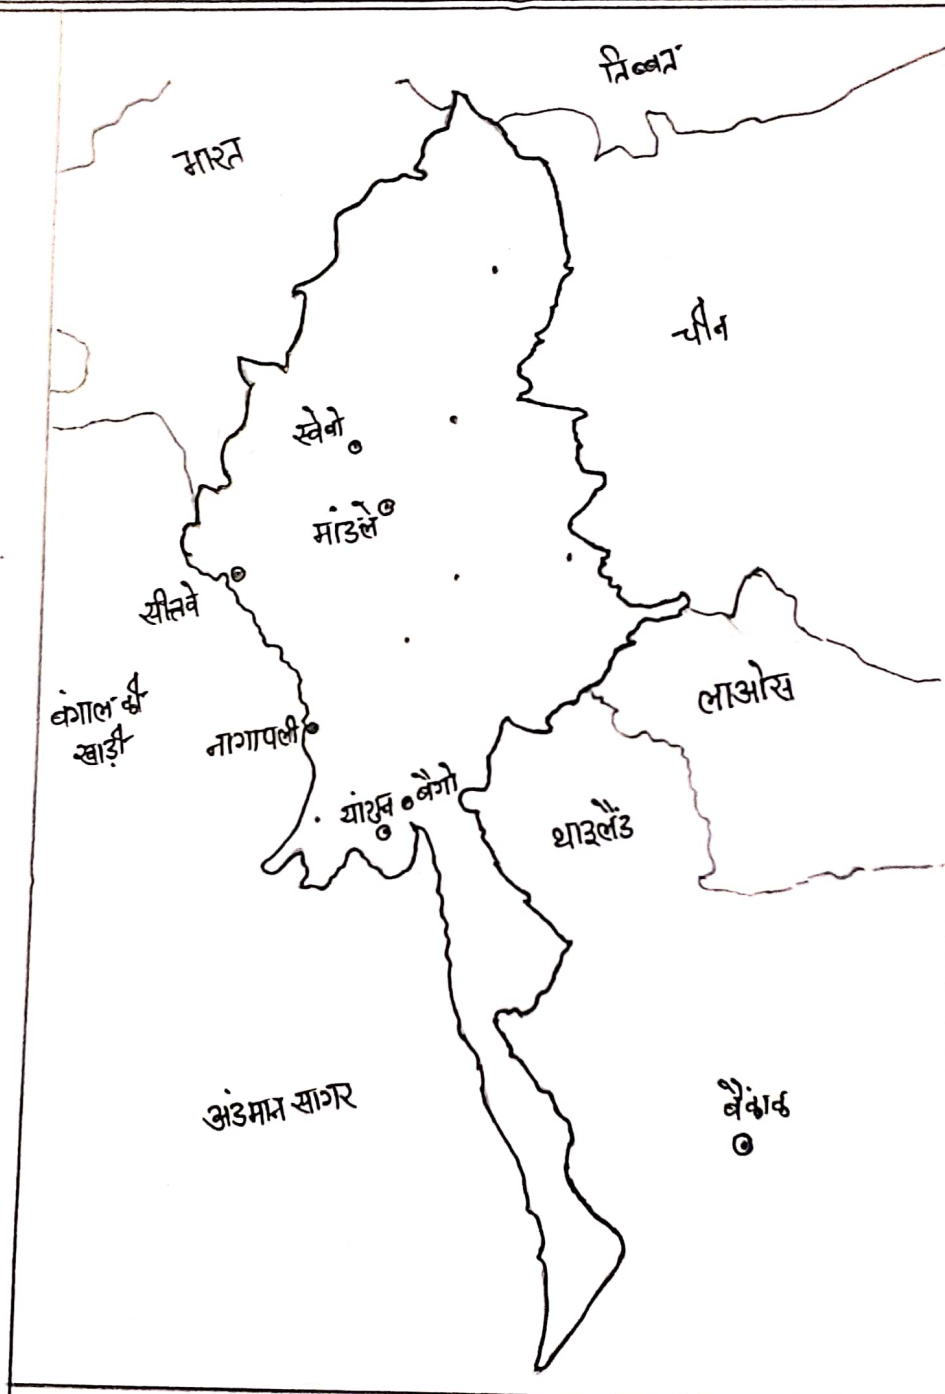 तिब्बत
भारत
चीन
स्वेबो
मांडले
सीतवे
लाओस
बंगाल की
खाड़ी
नागापली
बैगो
यांगुन
थाइलैंड
अंडमान सागर
बैकांक